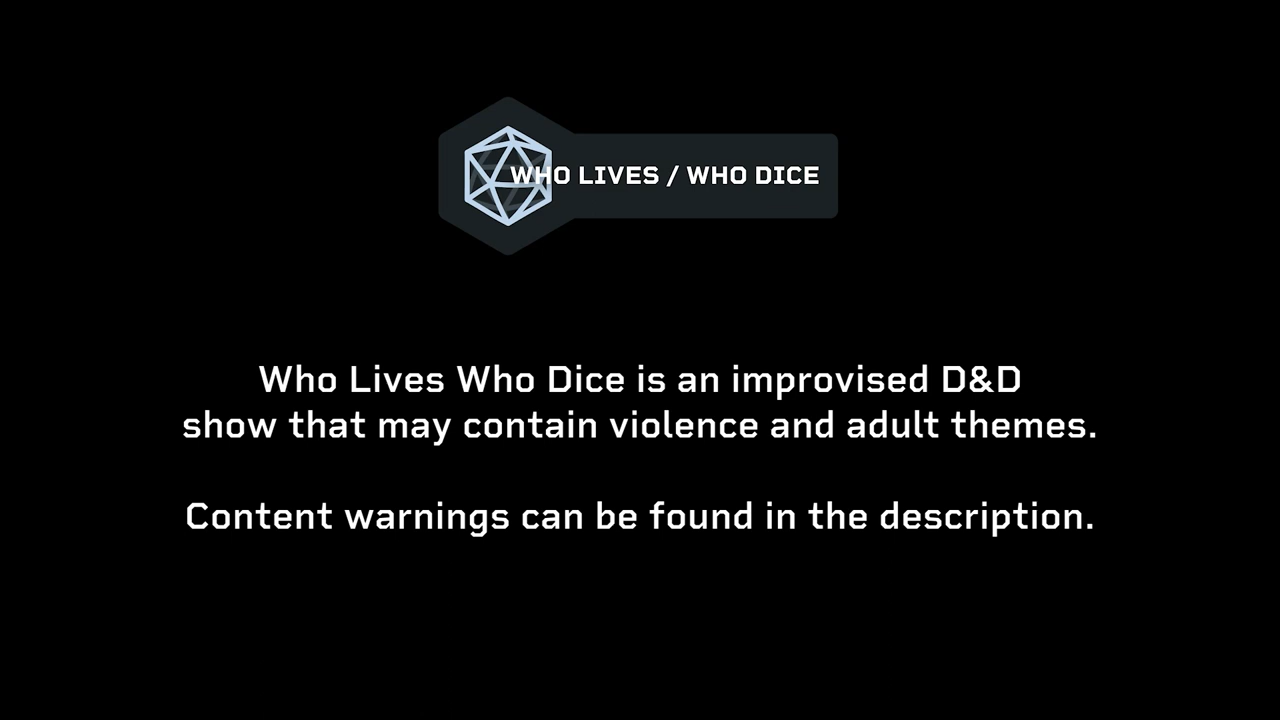 WHO LIVES / WHO DICE
Who Lives Who Dice is an improvised D&D
show that may contain violence and adult themes.
Content warnings can be found in the description.